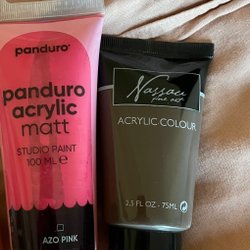 panduro®
panduro
acrylic
matt
STUDIO PAINT
100 ML ℮
AZO PINK
Nassau
fine art
ACRYLIC COLOUR
2.5 FL. OZ - 75ML